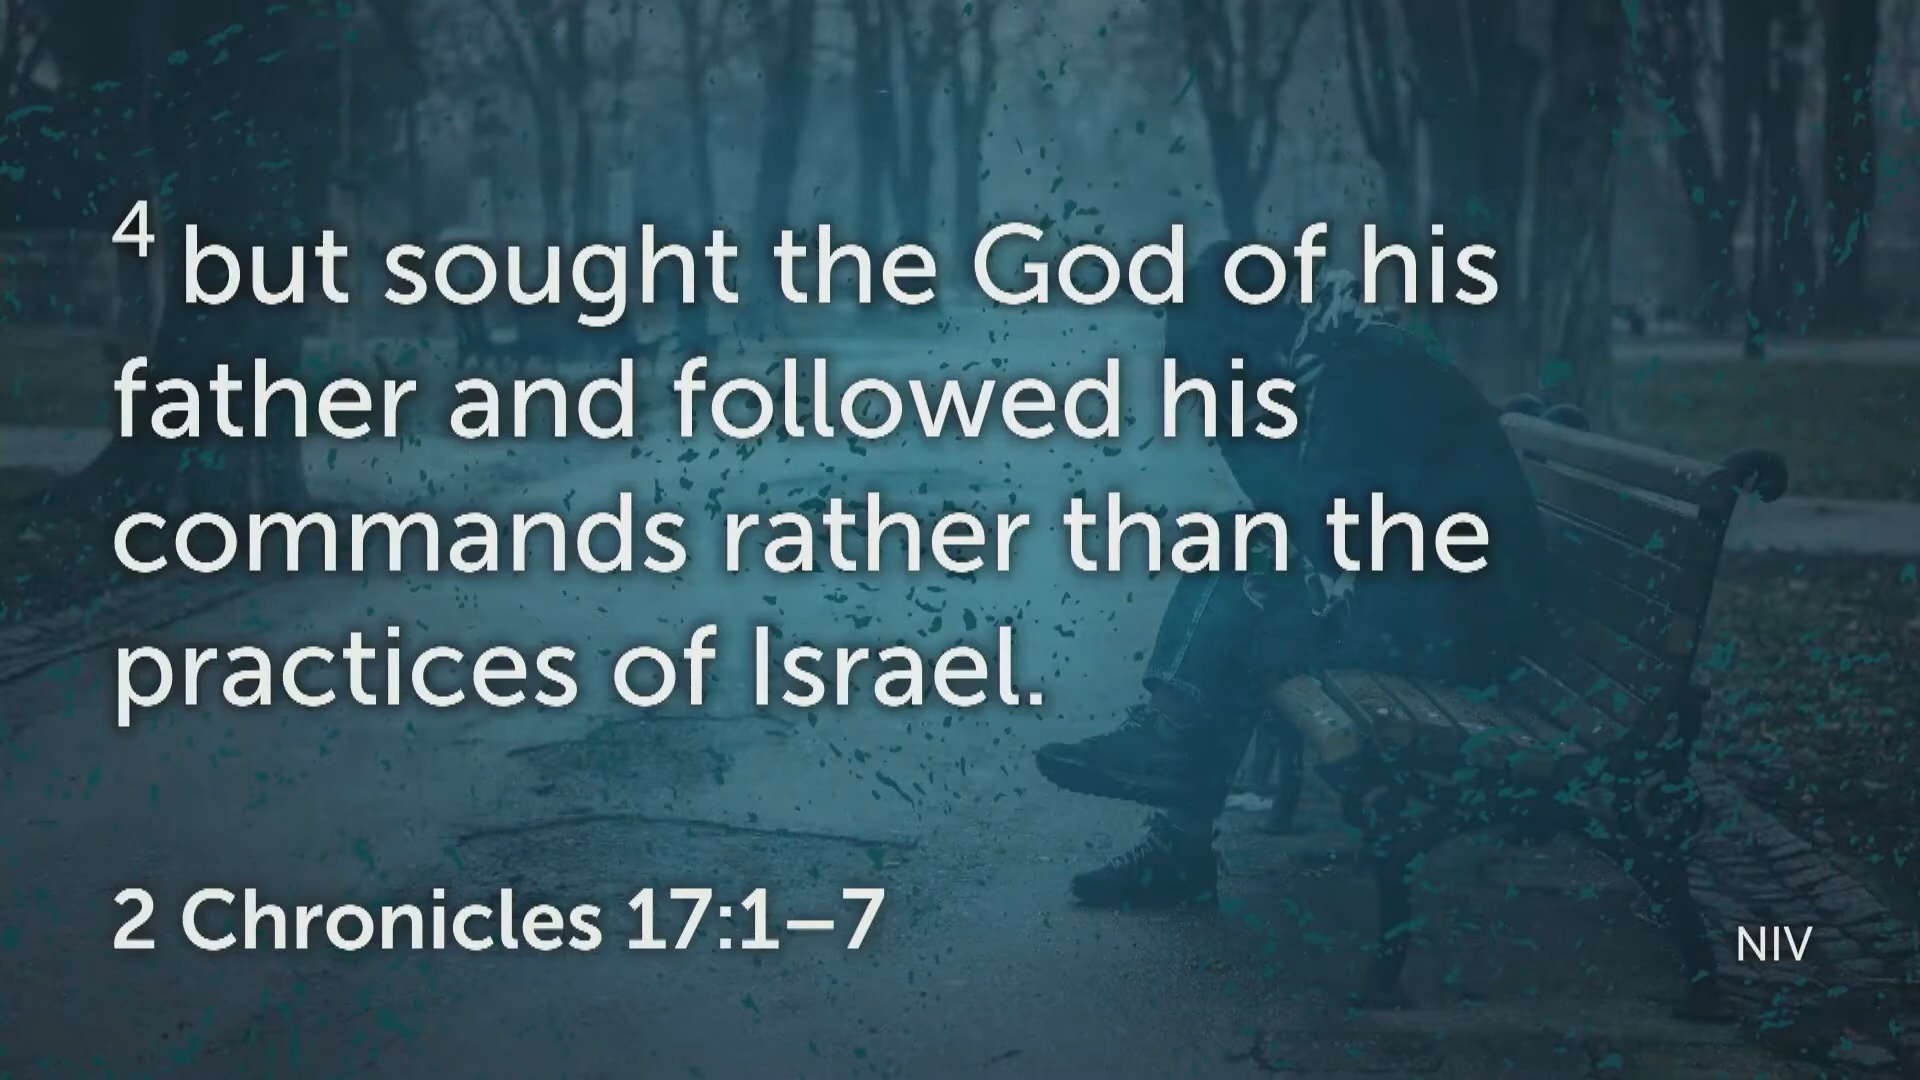 4 but sought the God of his
father and followed his
commands rather than the
practices of Israel.
2 Chronicles 17:1–7
NIV